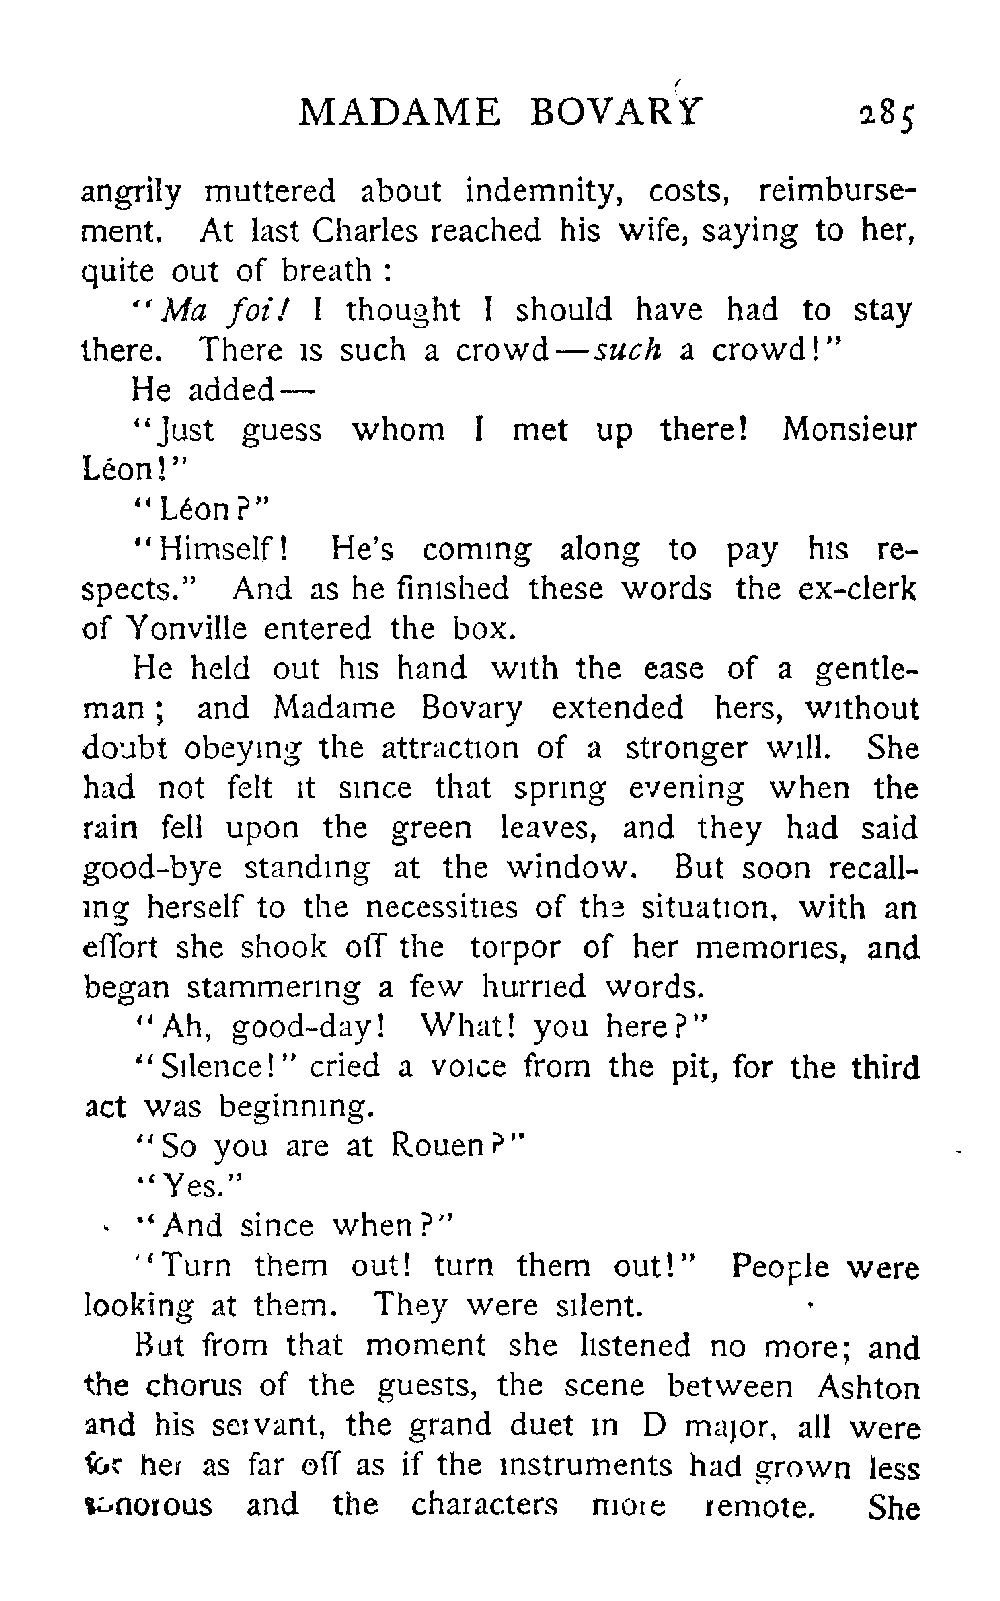 MADAME BOVARY 285
angrily muttered about indemnity, costs, reimburse-
ment. At last Charles reached his wife, saying to her,
quite out of breath :
"Ma foi! I thought I should have had to stay
there. There is such a crowd—such a crowd!"
He added—
"Just guess whom I met up there! Monsieur
Léon!"
"Léon?"
"Himself! He's coming along to pay his re-
spects." And as he finished these words the ex-clerk
of Yonville entered the box.
He held out his hand with the ease of a gentle-
man ; and Madame Bovary extended hers, without
doubt obeying the attraction of a stronger will. She
had not felt it since that spring evening when the
rain fell upon the green leaves, and they had said
good-bye standing at the window. But soon recall-
ing herself to the necessities of the situation, with an
effort she shook off the torpor of her memories, and
began stammering a few hurried words.
"Ah, good-day! What! you here?"
"Silence!" cried a voice from the pit, for the third
act was beginning.
"So you are at Rouen?"
"Yes."
"And since when?"
"Turn them out! turn them out!" People were
looking at them. They were silent.
But from that moment she listened no more; and
the chorus of the guests, the scene between Ashton
and his servant, the grand duet in D major, all were
for her as far off as if the instruments had grown less
sonorous and the characters more remote. She